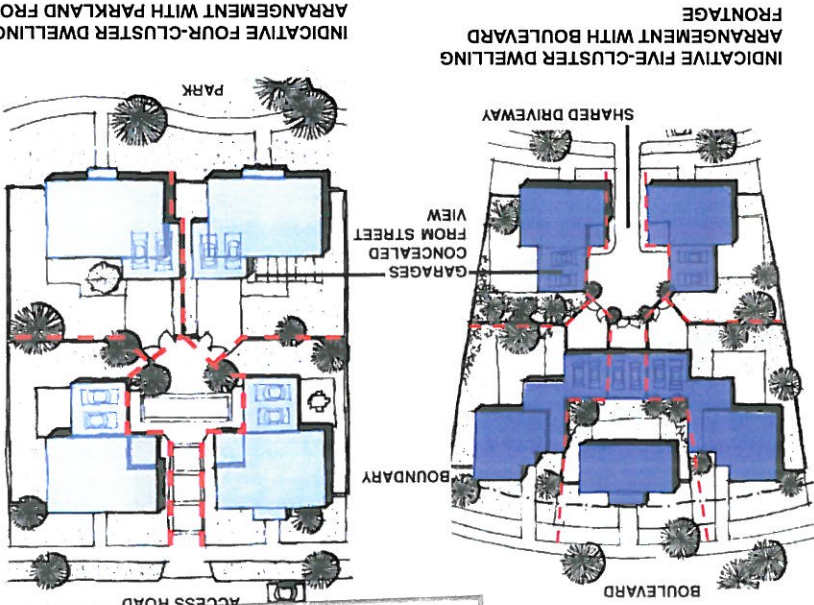 BOULEVARD
ACCESS ROAD
BOUNDARY
GARAGES
CONCEALED
FROM STREET
VIEW
SHARED DRIVEWAY
PARK
INDICATIVE FIVE-CLUSTER DWELLING
ARRANGEMENT WITH BOULEVARD
FRONTAGE
INDICATIVE FOUR-CLUSTER DWELLING
ARRANGEMENT WITH PARKLAND FRO